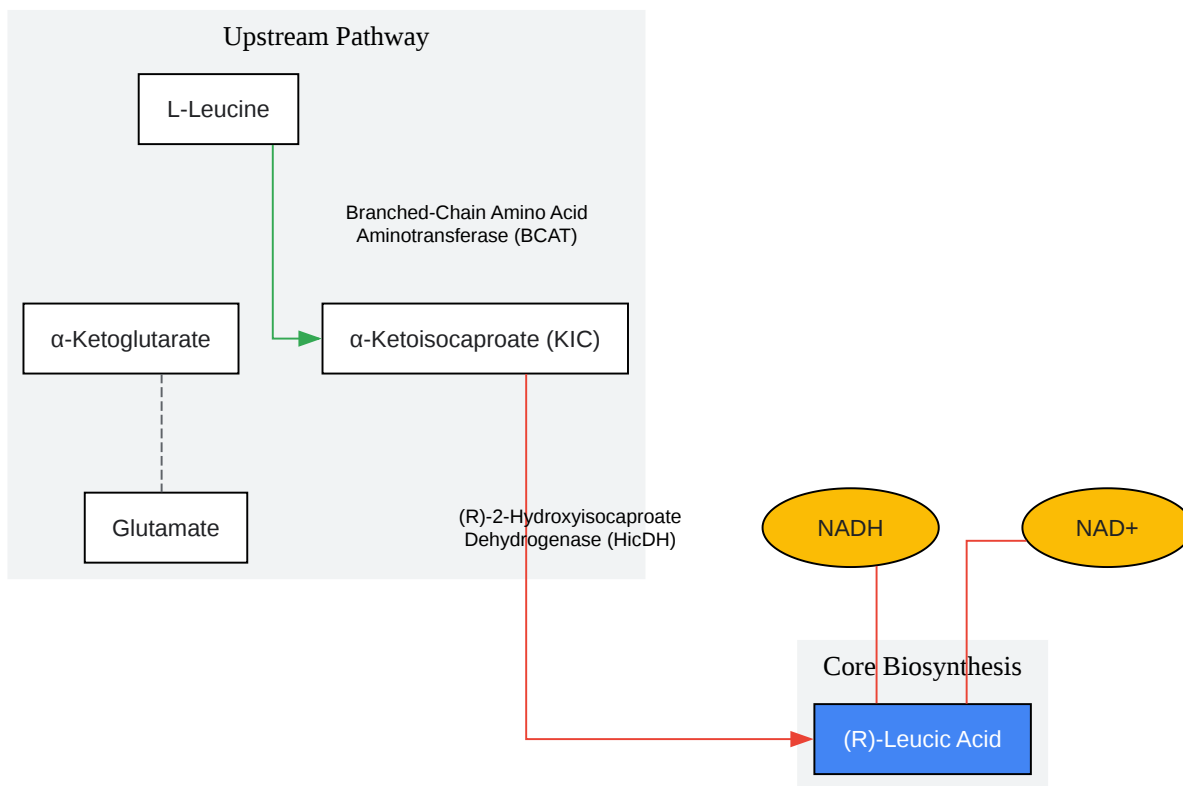 Upstream Pathway
L-Leucine
Branched-Chain Amino Acid
Aminotransferase (BCAT)
α-Ketoglutarate
α-Ketoisocaproate (KIC)
Glutamate
(R)-2-Hydroxyisocaproate
Dehydrogenase (HicDH)
NADH
NAD+
Core Biosynthesis
(R)-Leucic Acid